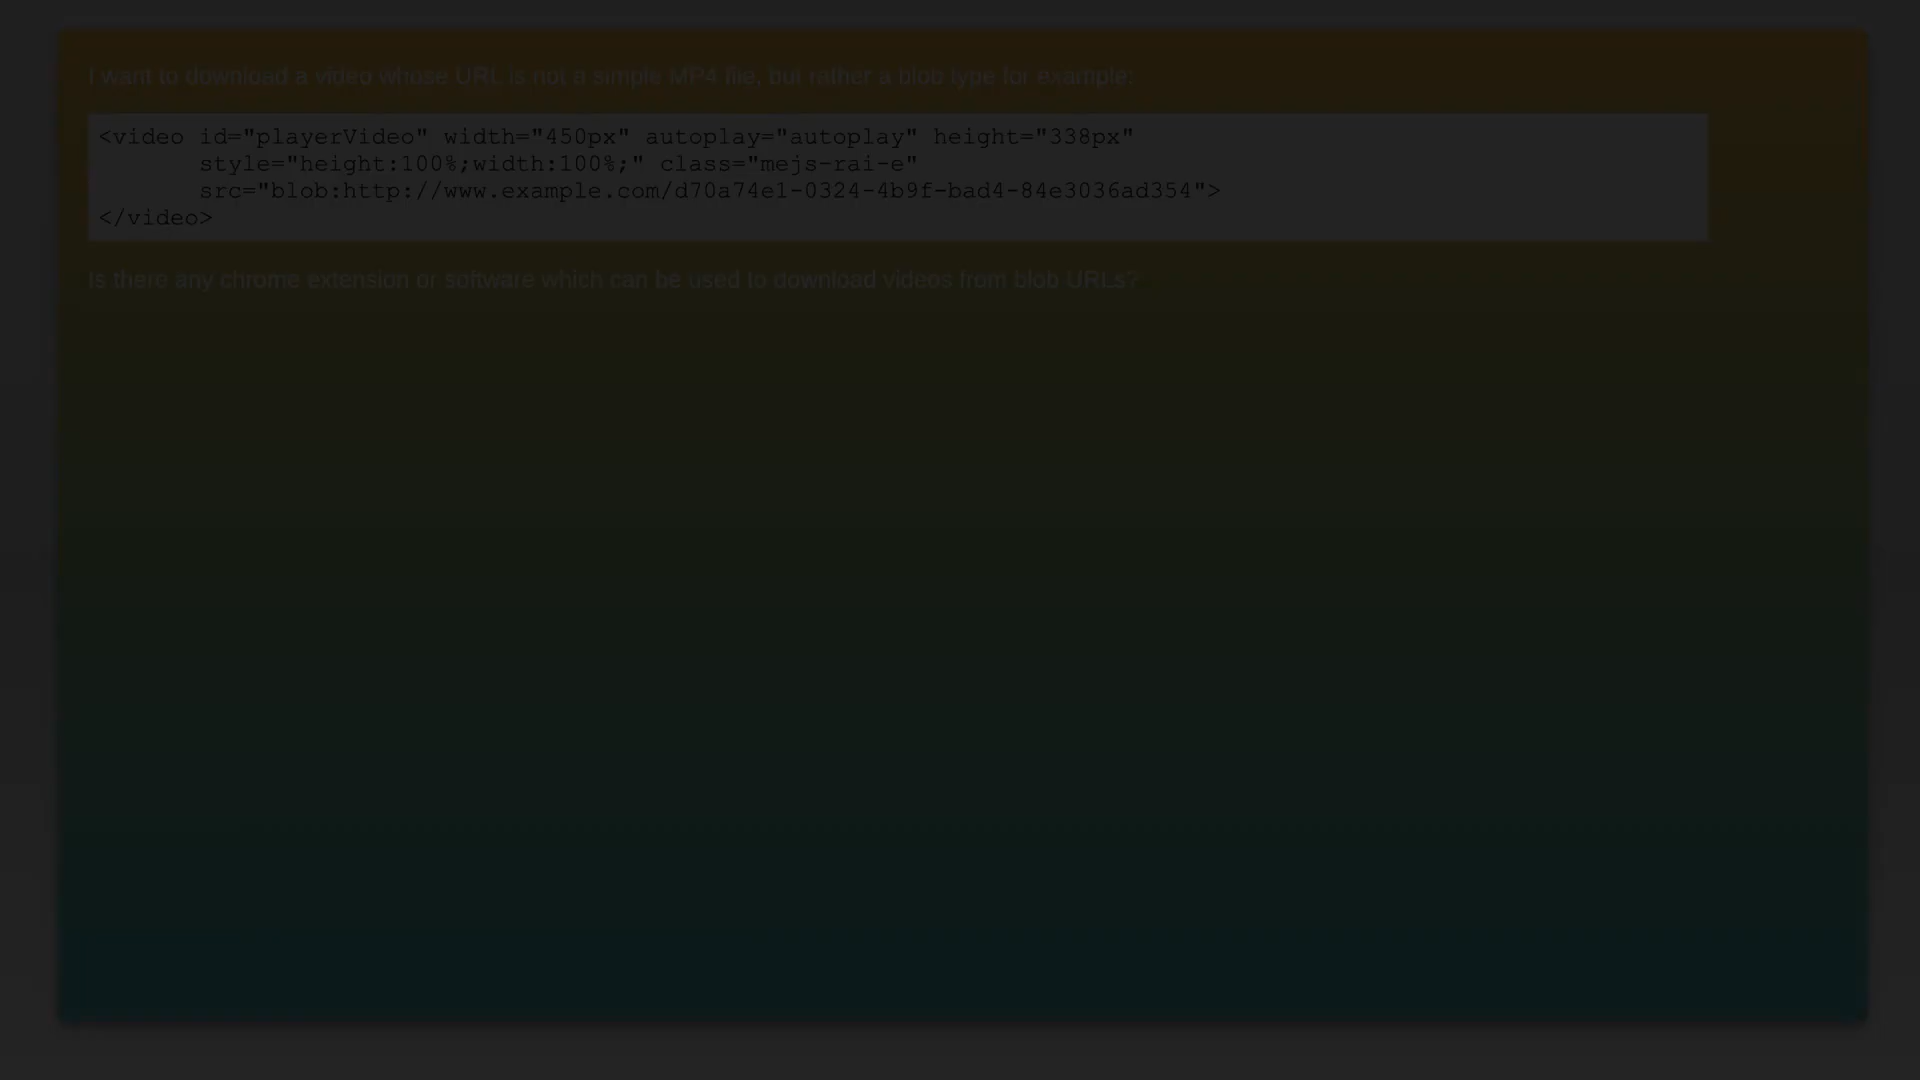 I want to download a video whose URL is not a simple MP4 file, but rather a blob type for example:
<video id="playerVideo" width="450px" autoplay="autoplay" height="338px"
style="height:100%;width:100%;" class="mejs-rai-e"
src="blob:http://www.example.com/d70a74e1-0324-4b9f-bad4-84e3036ad354">
</video>
Is there any chrome extension or software which can be used to download videos from blob URLs?